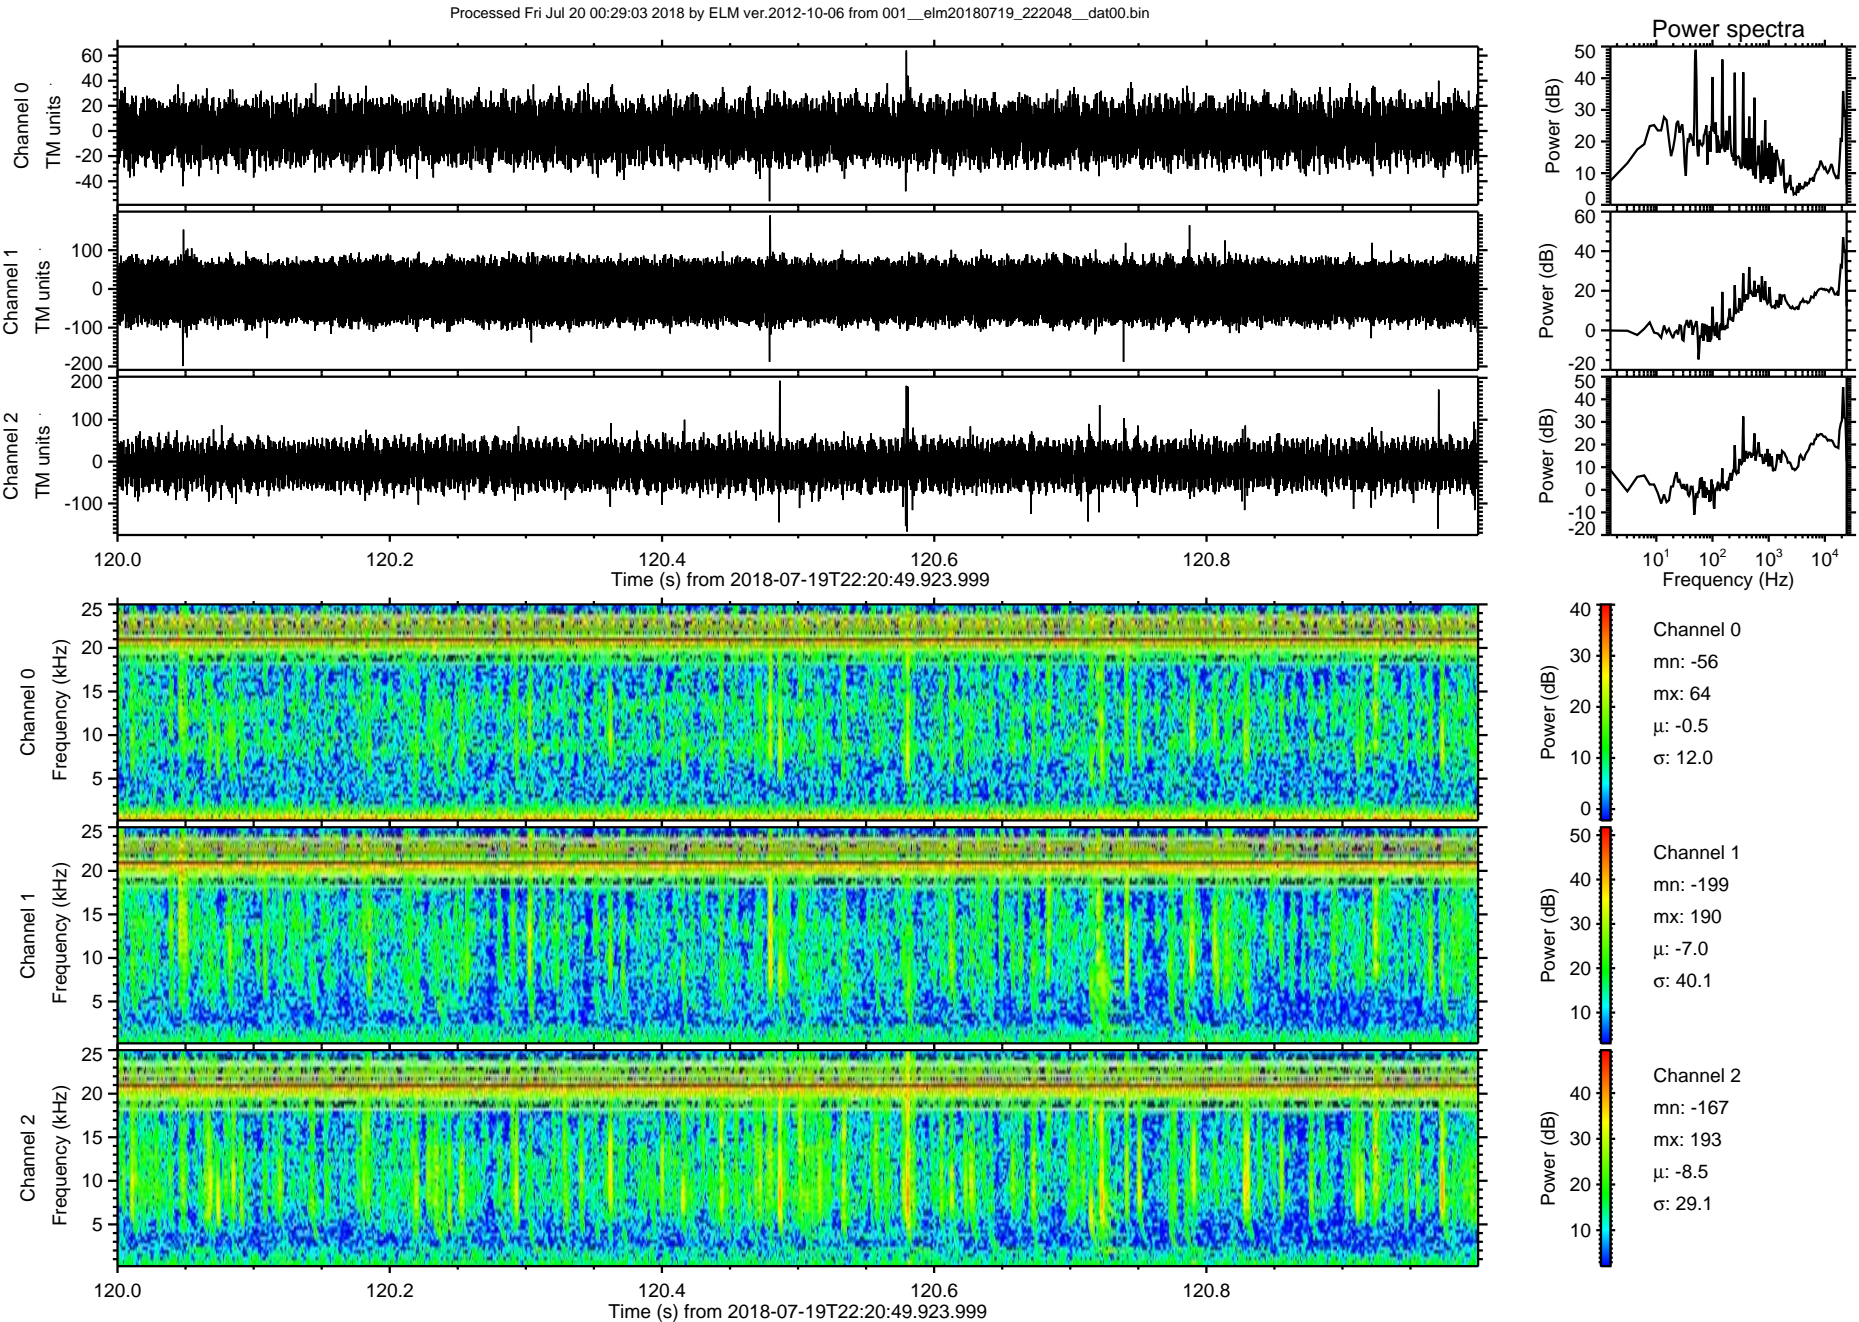 Processed Fri Jul 20 00:29:03 2018 by ELM ver.2012-10-06 from 001__elm20180719_222048__dat00.bin
Power spectra
Channel 0
TM units
60
40
20
0
-20
-40
Power (dB)
50
40
30
20
10
0
Channel 1
TM units
100
0
-100
-200
Power (dB)
60
40
20
0
-20
Channel 2
TM units
200
100
0
-100
Power (dB)
50
40
30
20
10
0
-10
-20
120.0 120.2 120.4 120.6 120.8
Time (s) from 2018-07-19T22:20:49.923.999
10¹ 10² 10³ 10⁴
Frequency (Hz)
Channel 0
Frequency (kHz)
25
20
15
10
5
Power (dB)
40
30
20
10
0
Channel 0
mn: -56
mx: 64
μ: -0.5
σ: 12.0
Channel 1
Frequency (kHz)
25
20
15
10
5
Power (dB)
50
40
30
20
10
Channel 1
mn: -199
mx: 190
μ: -7.0
σ: 40.1
Channel 2
Frequency (kHz)
25
20
15
10
5
Power (dB)
40
30
20
10
Channel 2
mn: -167
mx: 193
μ: -8.5
σ: 29.1
120.0 120.2 120.4 120.6 120.8
Time (s) from 2018-07-19T22:20:49.923.999